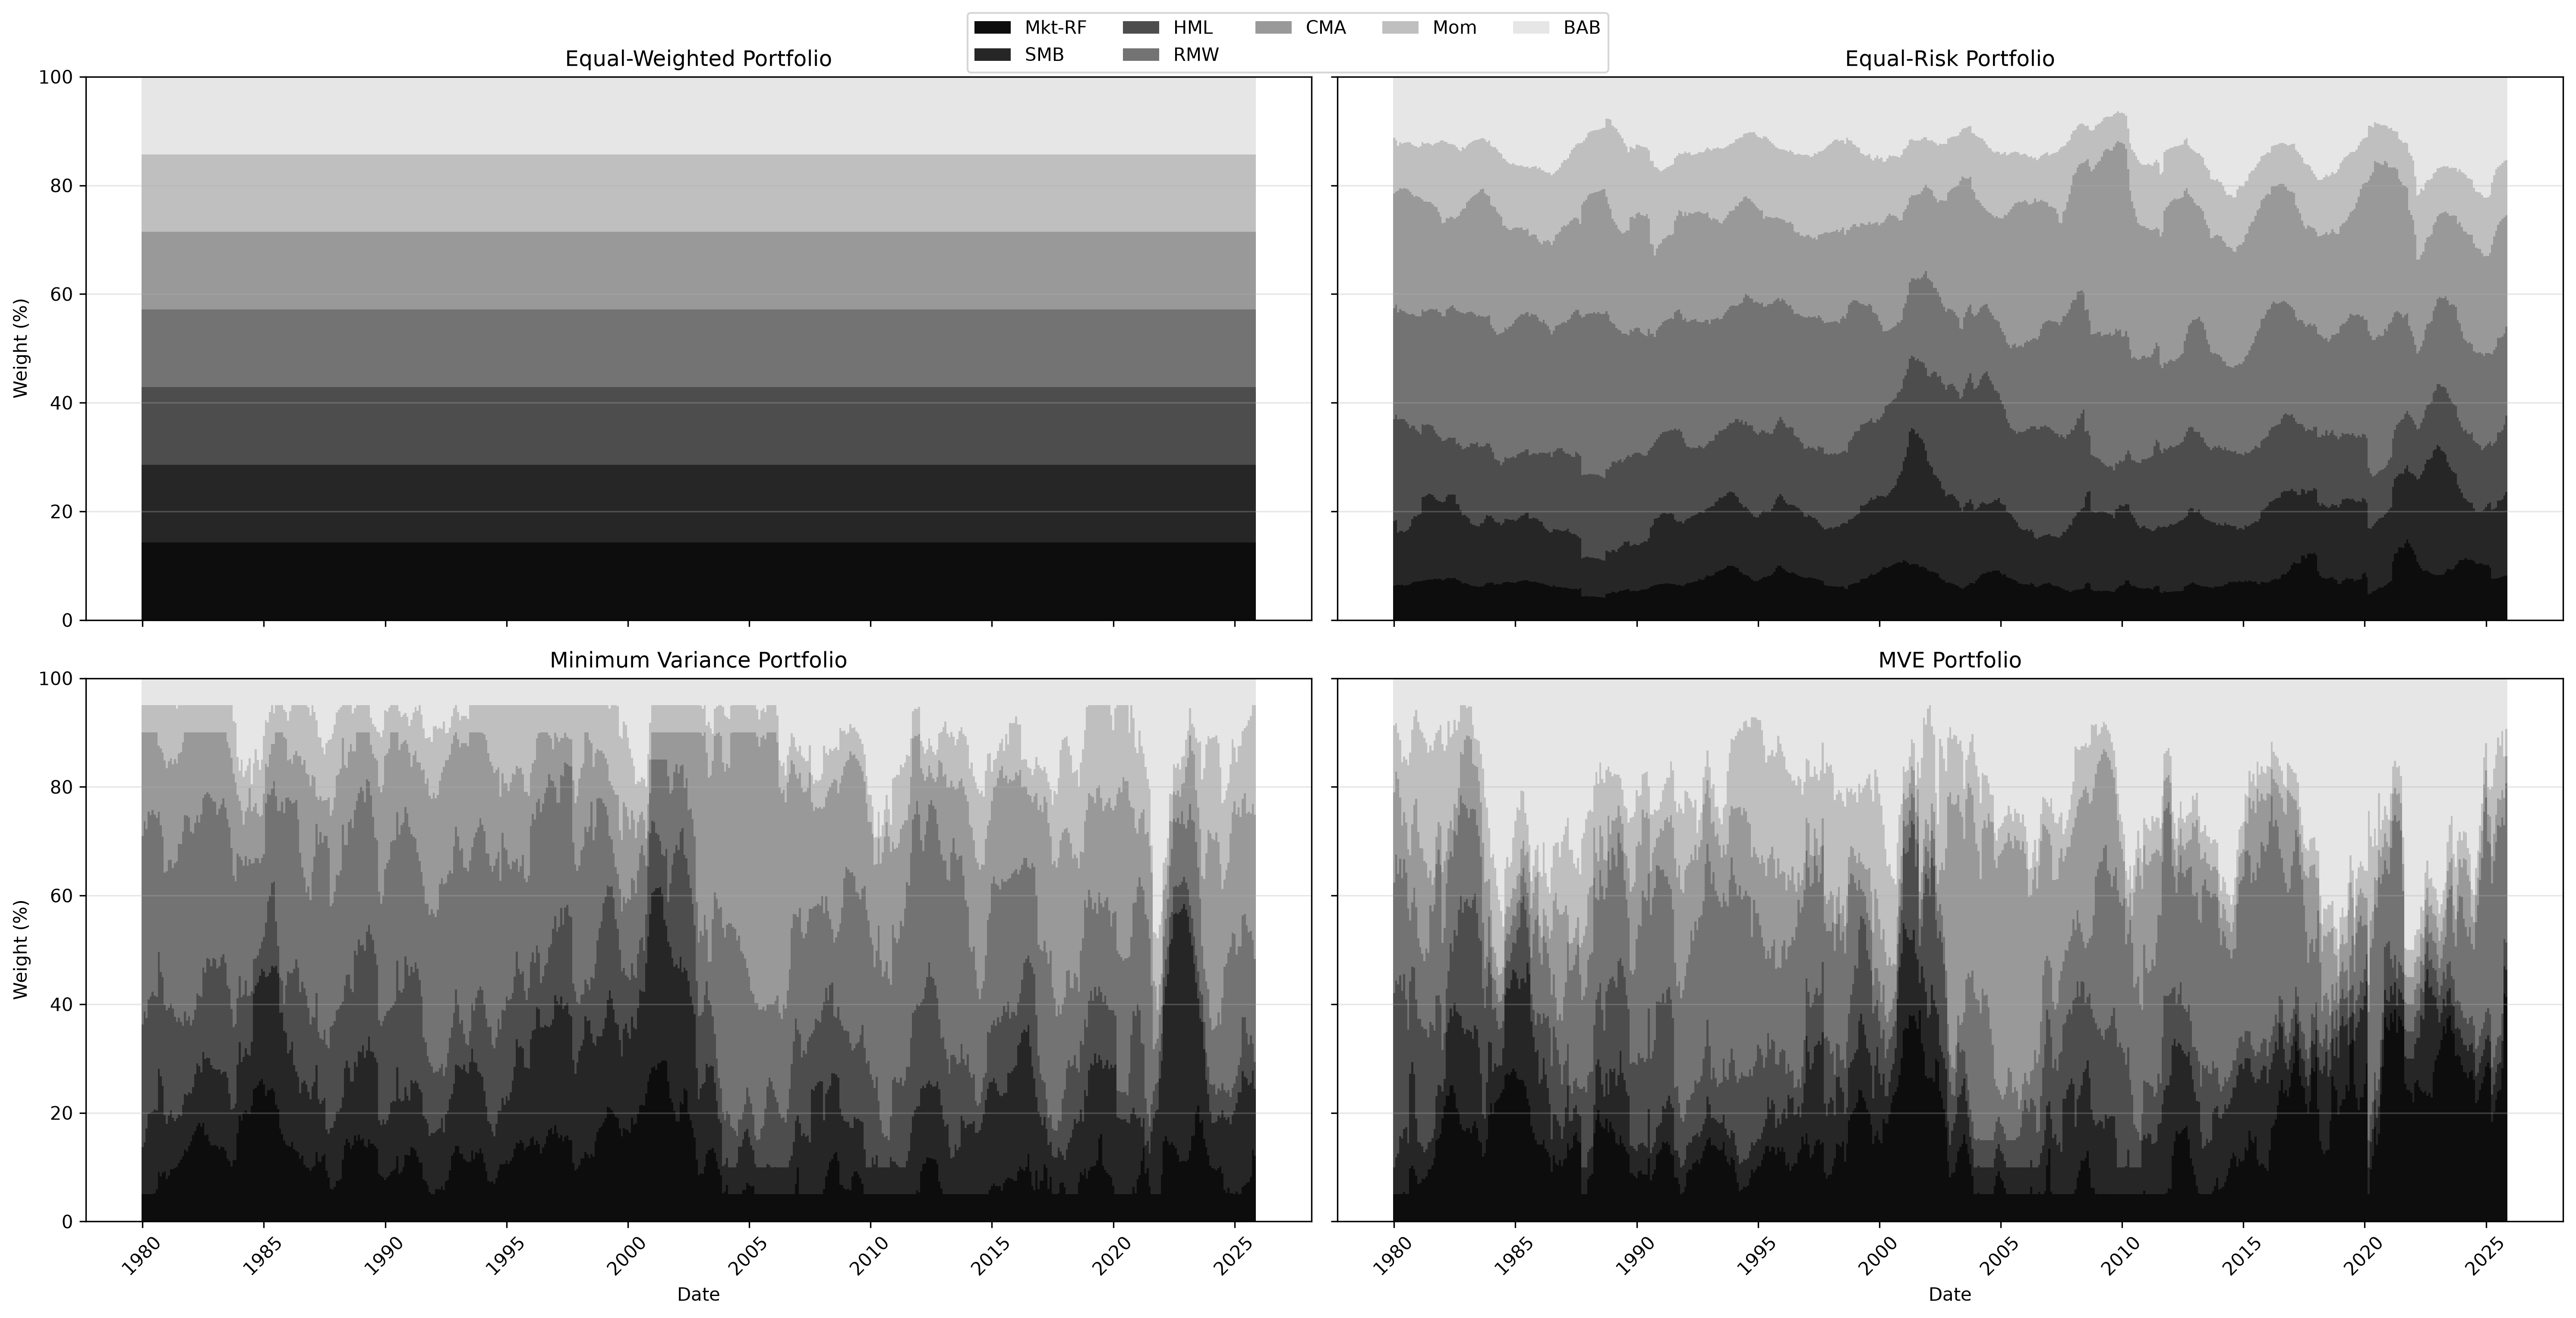 Mkt-RF HML CMA Mom BAB
SMB RMW
Equal-Weighted Portfolio
Equal-Risk Portfolio
Weight (%)
100
80
60
40
20
0
Minimum Variance Portfolio
MVE Portfolio
Weight (%)
100
80
60
40
20
0
1980 1985 1990 1995 2000 2005 2010 2015 2020 2025
1980 1985 1990 1995 2000 2005 2010 2015 2020 2025
Date
Date